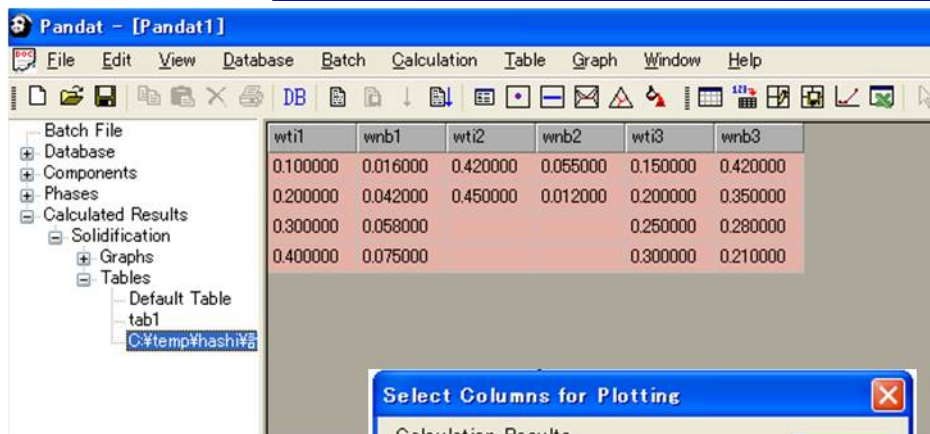 Pandat - [Pandat1]
File Edit View Database Batch Calculation Table Graph Window Help
DB
Batch File
Database
Components
Phases
Calculated Results
Solidification
Graphs
Tables
Default Table
tab1
C:¥temp¥hashi¥
wti1 wnb1 wti2 wnb2 wti3 wnb3
0.100000 0.016000 0.420000 0.055000 0.150000 0.420000
0.200000 0.042000 0.450000 0.012000 0.200000 0.350000
0.300000 0.058000 0.250000 0.280000
0.400000 0.075000 0.300000 0.210000
Select Columns for Plotting
Calculation Results